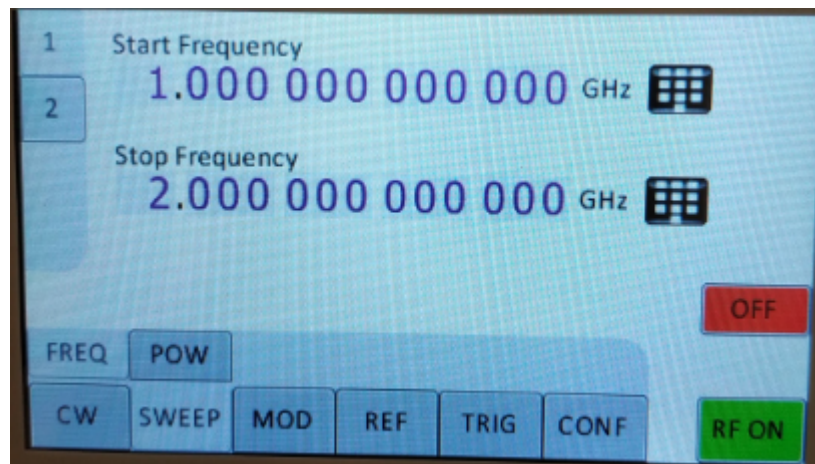 1
Start Frequency
1.000 000 000 000 GHz
2
Stop Frequency
2.000 000 000 000 GHz
OFF
FREQ POW
CW SWEEP MOD REF TRIG CONF RF ON